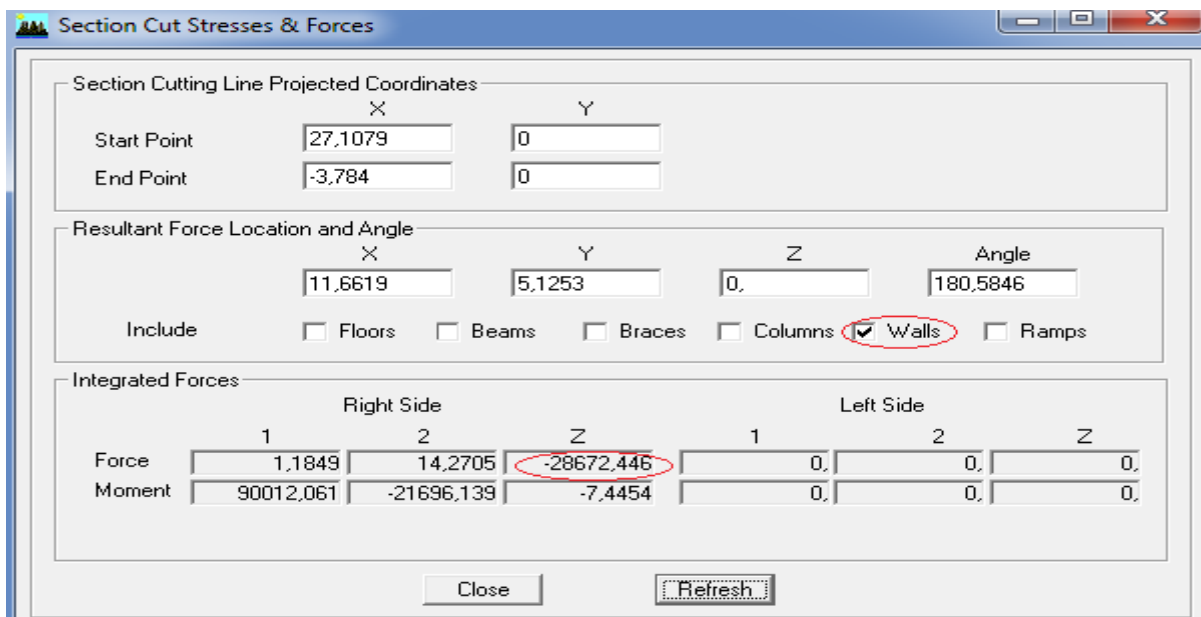 Section Cut Stresses & Forces
Section Cutting Line Projected Coordinates
X Y
Start Point 27,1079 0
End Point -3,784 0
Resultant Force Location and Angle
X Y Z Angle
11,6619 5,1253 0, 180,5846
Include Floors Beams Braces Columns Walls Ramps
Integrated Forces
Right Side Left Side
1 2 Z 1 2 Z
Force 1,1849 14,2705 -28672,446 0, 0, 0,
Moment 90012,061 -21696,139 -7,4454 0, 0, 0,
Close Refresh